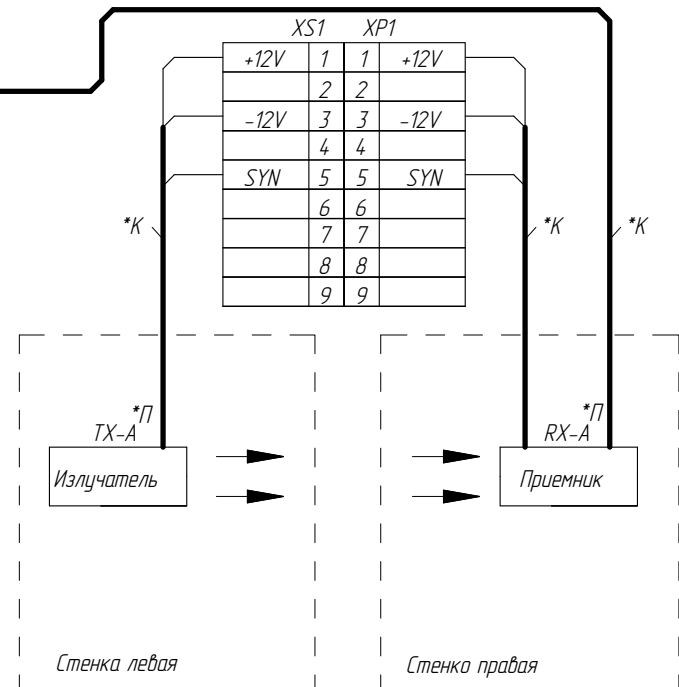 XS1 XP1
+12V 1 1 +12V
2 2
-12V 3 3 -12V
4 4
SYN 5 5 SYN
6 6
*К 7 7 *К *К
8 8
9 9
*П *П
TX-A RX-A
Излучатель Приемник
Стенка левая Стенко правая